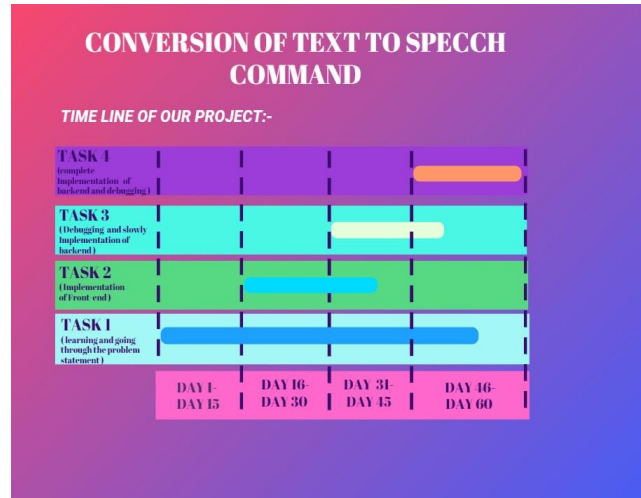 CONVERSION OF TEXT TO SPECCH
COMMAND
TIME LINE OF OUR PROJECT:-
TASK 4
(complete
Implementation of
backend and debugging)
TASK 3
(Debugging and slowly
Implementation of
backend)
TASK 2
(Implementation
of Front-end)
TASK 1
(learning and going
through the problem
statement)
DAY 1-
DAY 15
DAY 16-
DAY 30
DAY 31-
DAY 45
DAY 46-
DAY 60